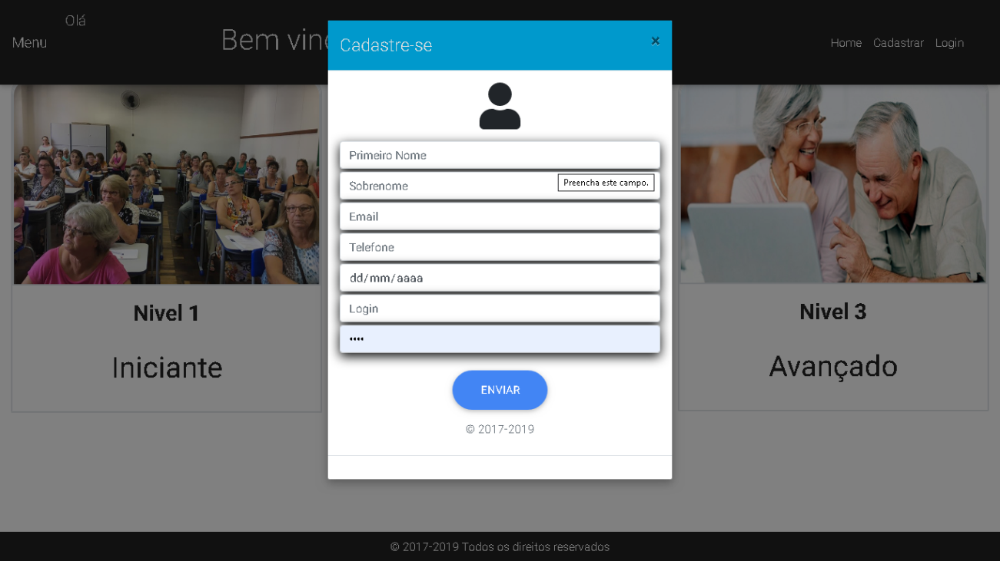 Olá
Menu
Bem
Home Cadastrar Login
Cadastre-se
×
Primeiro Nome
Sobrenome
Preencha este campo.
Email
Telefone
dd/mm/aaaa
Login
••••
ENVIAR
© 2017-2019
Nivel 1
Iniciante
Nivel 3
Avançado
© 2017-2019 Todos os direitos reservados